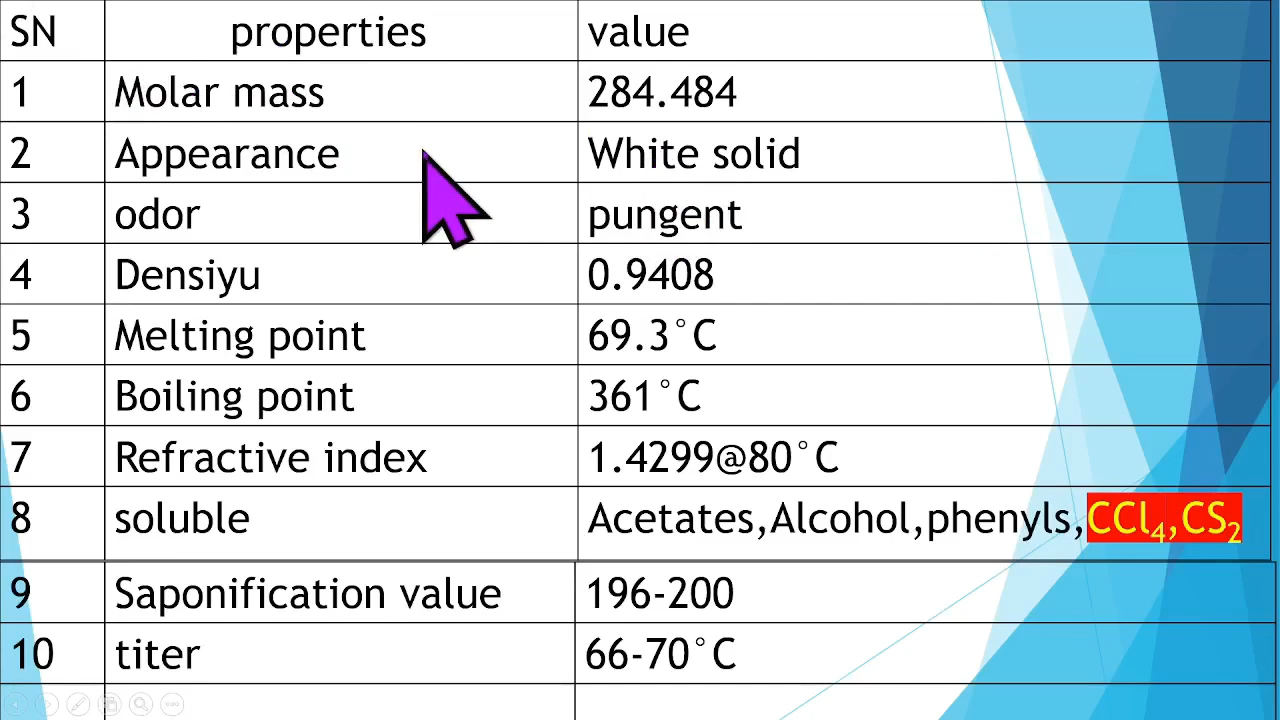 SN properties value
1 Molar mass 284.484
2 Appearance White solid
3 odor pungent
4 Densiyu 0.9408
5 Melting point 69.3°C
6 Boiling point 361°C
7 Refractive index 1.4299@80°C
8 soluble Acetates,Alcohol,phenyls,CCl₄,CS₂
9 Saponification value 196-200
10 titer 66-70°C